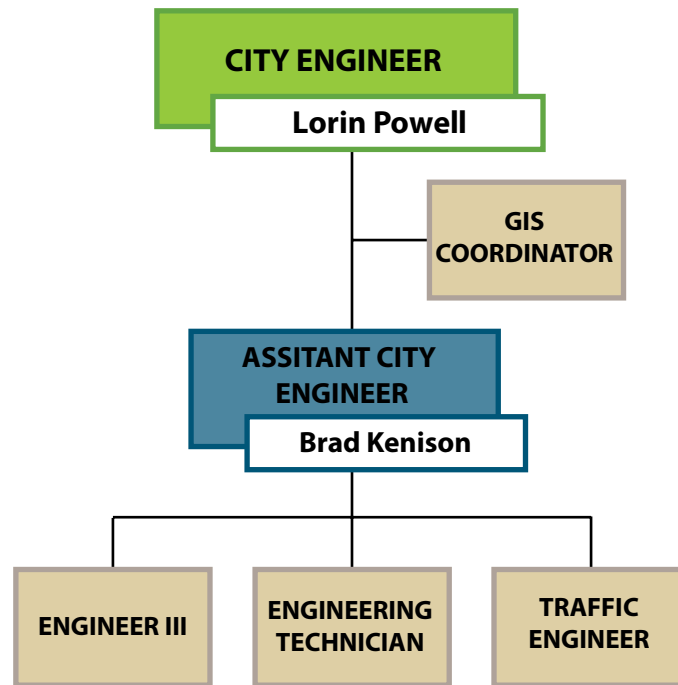 CITY ENGINEER
Lorin Powell
GIS
COORDINATOR
ASSITANT CITY
ENGINEER
Brad Kenison
ENGINEER III
ENGINEERING
TECHNICIAN
TRAFFIC
ENGINEER